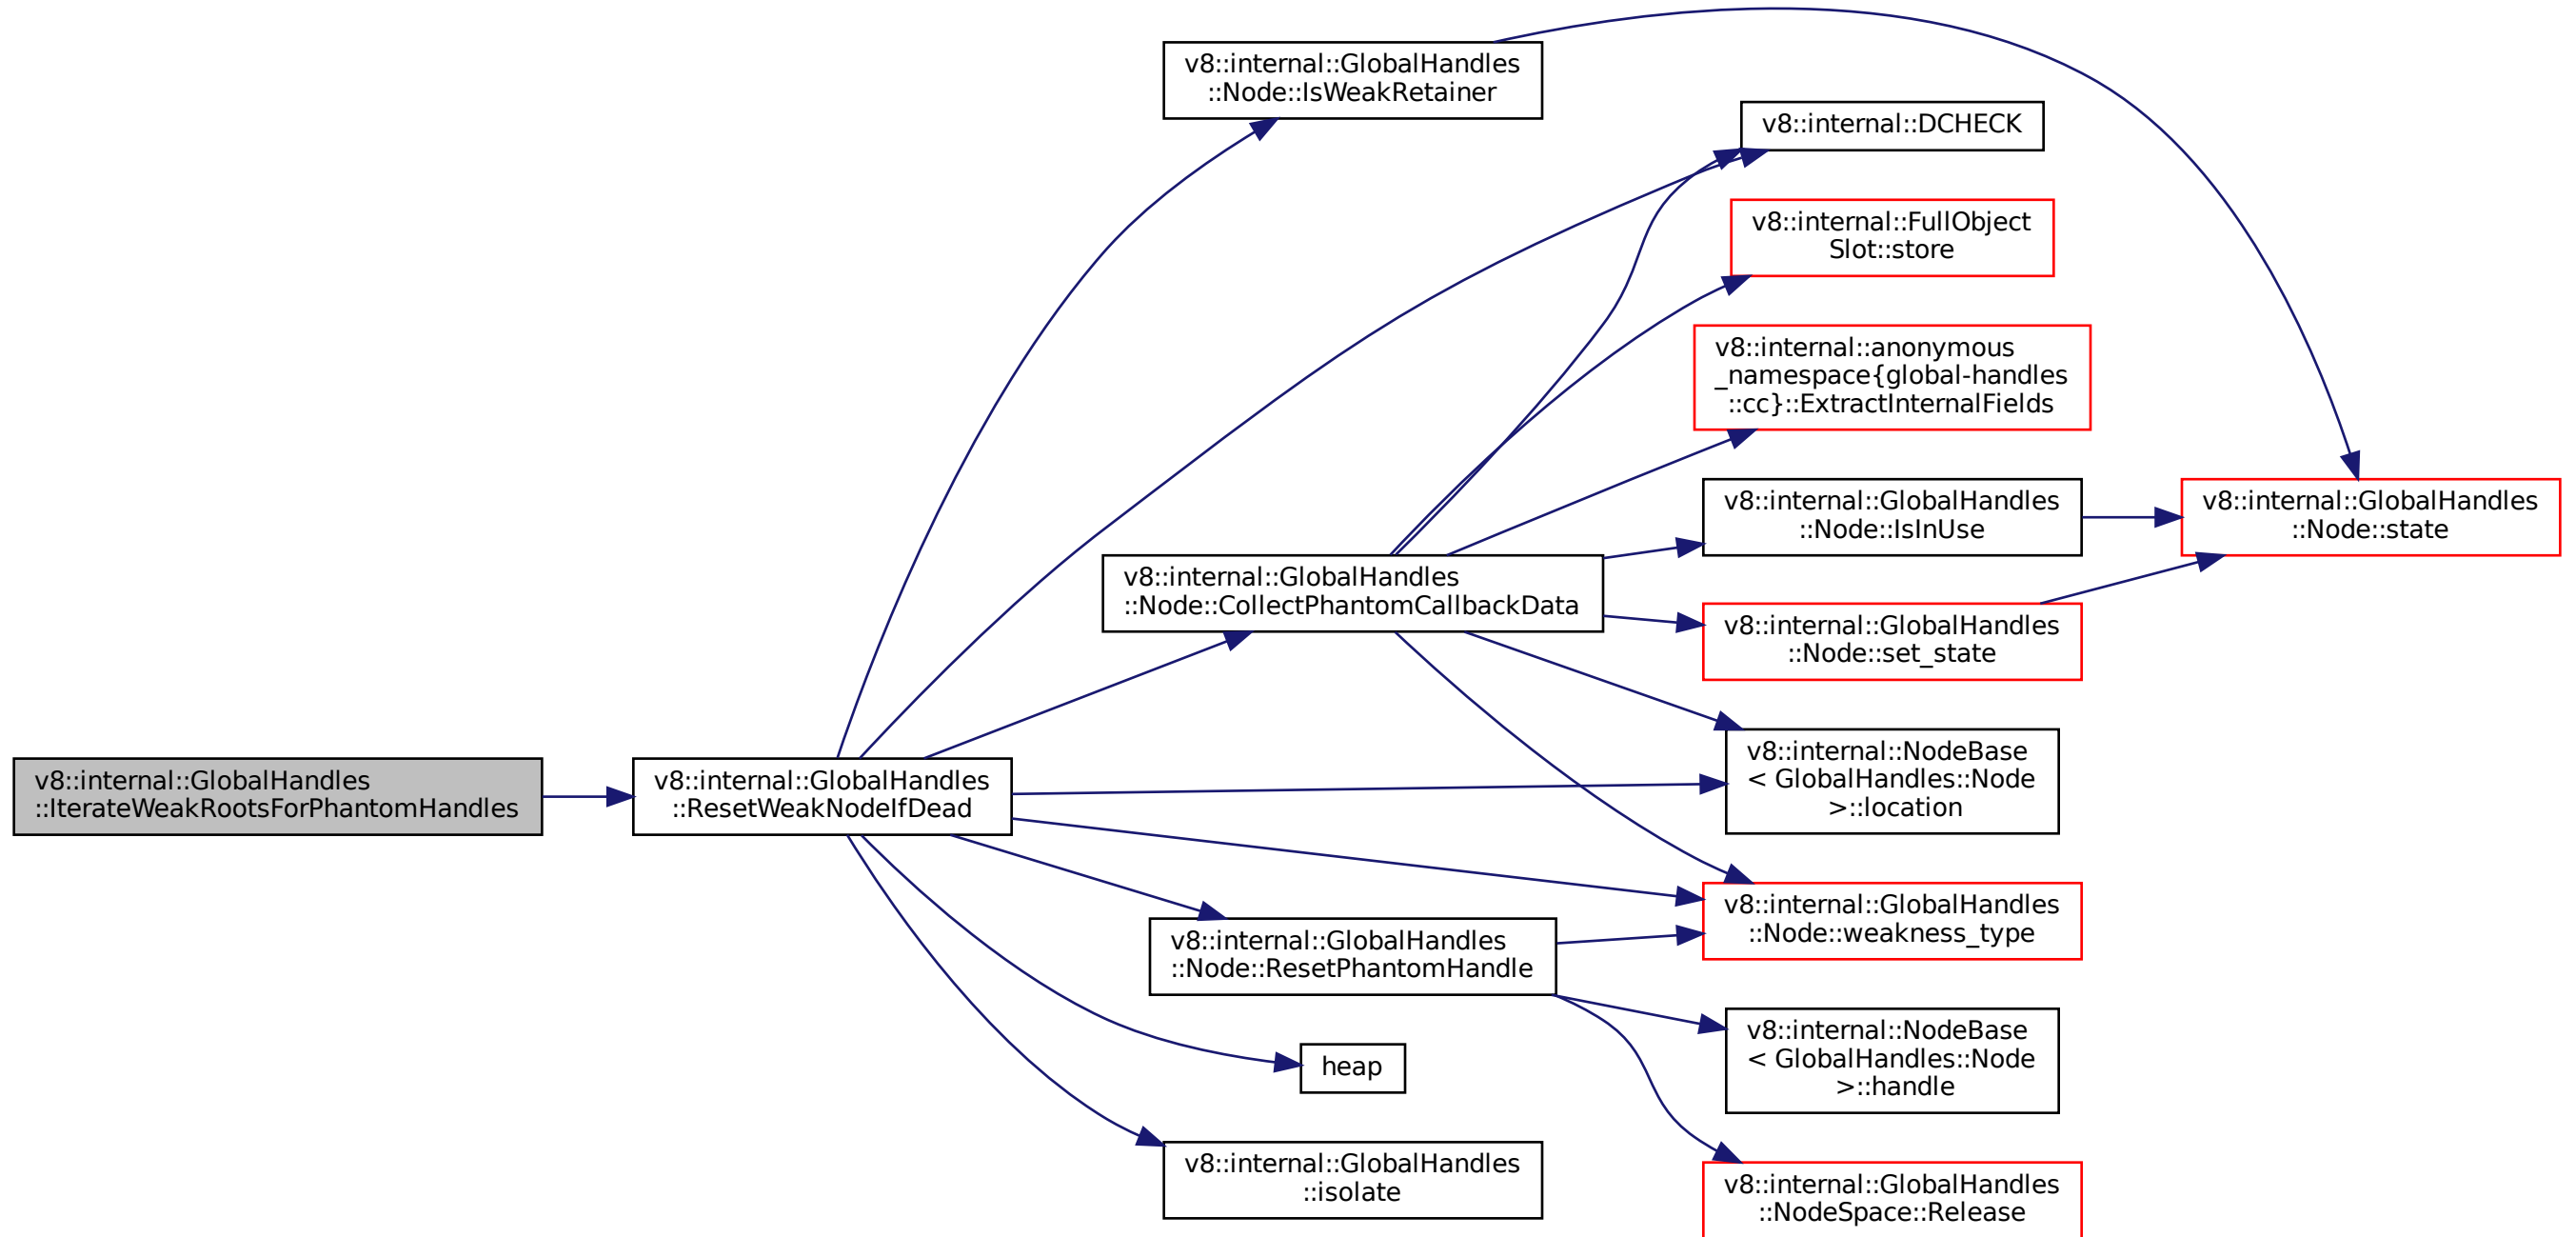 v8::internal::GlobalHandles
::IterateWeakRootsForPhantomHandles
v8::internal::GlobalHandles
::ResetWeakNodeIfDead
v8::internal::GlobalHandles
::Node::IsWeakRetainer
v8::internal::GlobalHandles
::Node::CollectPhantomCallbackData
v8::internal::GlobalHandles
::Node::ResetPhantomHandle
heap
v8::internal::GlobalHandles
::isolate
v8::internal::DCHECK
v8::internal::FullObject
Slot::store
v8::internal::anonymous
_namespace{global-handles
::cc}::ExtractInternalFields
v8::internal::GlobalHandles
::Node::IsInUse
v8::internal::GlobalHandles
::Node::set_state
v8::internal::NodeBase
< GlobalHandles::Node
>::location
v8::internal::GlobalHandles
::Node::weakness_type
v8::internal::NodeBase
< GlobalHandles::Node
>::handle
v8::internal::GlobalHandles
::NodeSpace::Release
v8::internal::GlobalHandles
::Node::state